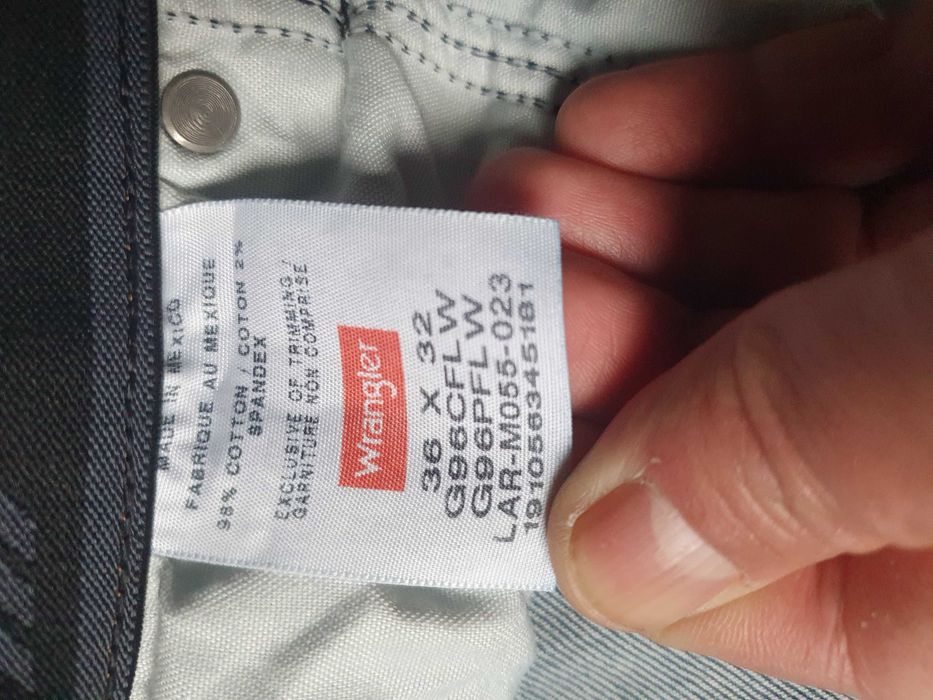 MADE IN MEXICO
FABRIQUE AU MEXIQUE
98% COTTON / COTON 2%
SPANDEX
EXCLUSIVE OF TRIMMING/
GARNITURE NON COMPRISE
Wrangler
36 X 32
G96CFLW
G96PFLW
LAR-M055-023
191056345181